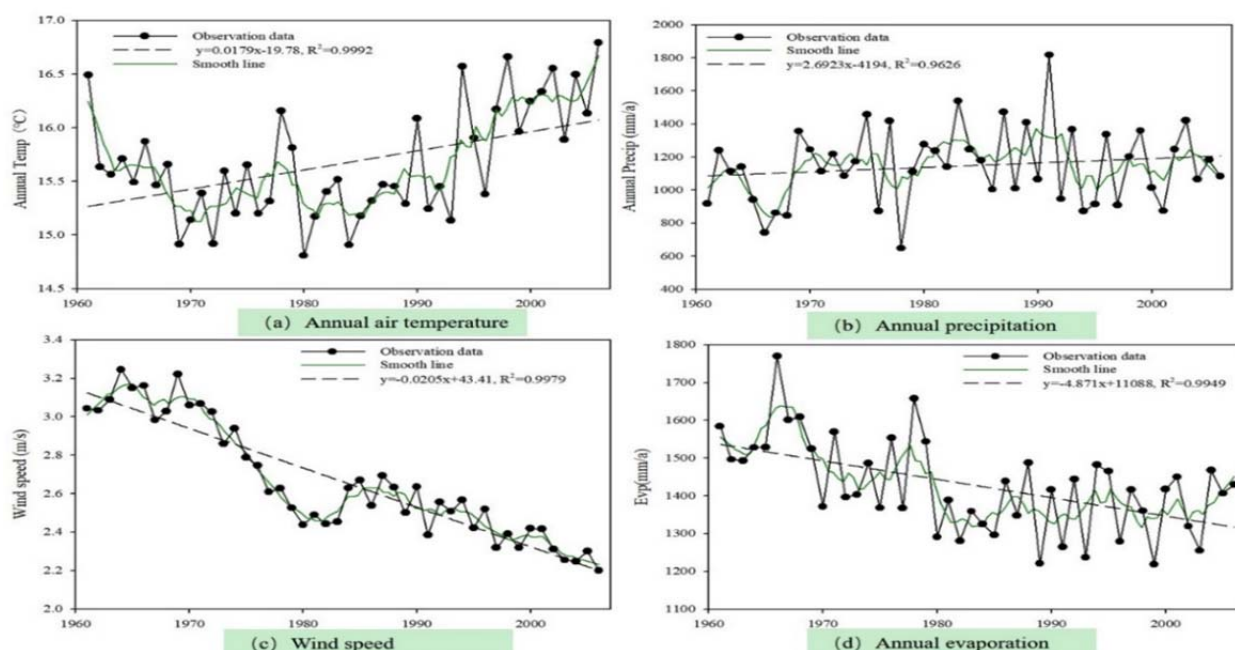 17.0
16.5
16.0
15.5
15.0
14.5
Annual Temp (°C)
Observation data
y=0.0179x-19.78, R²=0.9992
Smooth line
1960 1970 1980 1990 2000
(a) Annual air temperature
2000
1800
1600
1400
1200
1000
800
600
400
Annual Precip (mm/a)
Observation data
Smooth line
y=2.6923x-4194, R²=0.9626
1960 1970 1980 1990 2000
(b) Annual precipitation
3.4
3.2
3.0
2.8
2.6
2.4
2.2
2.0
Wind speed (m/s)
Observation data
Smooth line
y=-0.0205x+43.41, R²=0.9979
1960 1970 1980 1990 2000
(c) Wind speed
1800
1700
1600
1500
1400
1300
1200
1100
Evp(mm/a)
Observation data
Smooth line
y=-4.871x+11088, R²=0.9949
1960 1970 1980 1990 2000
(d) Annual evaporation